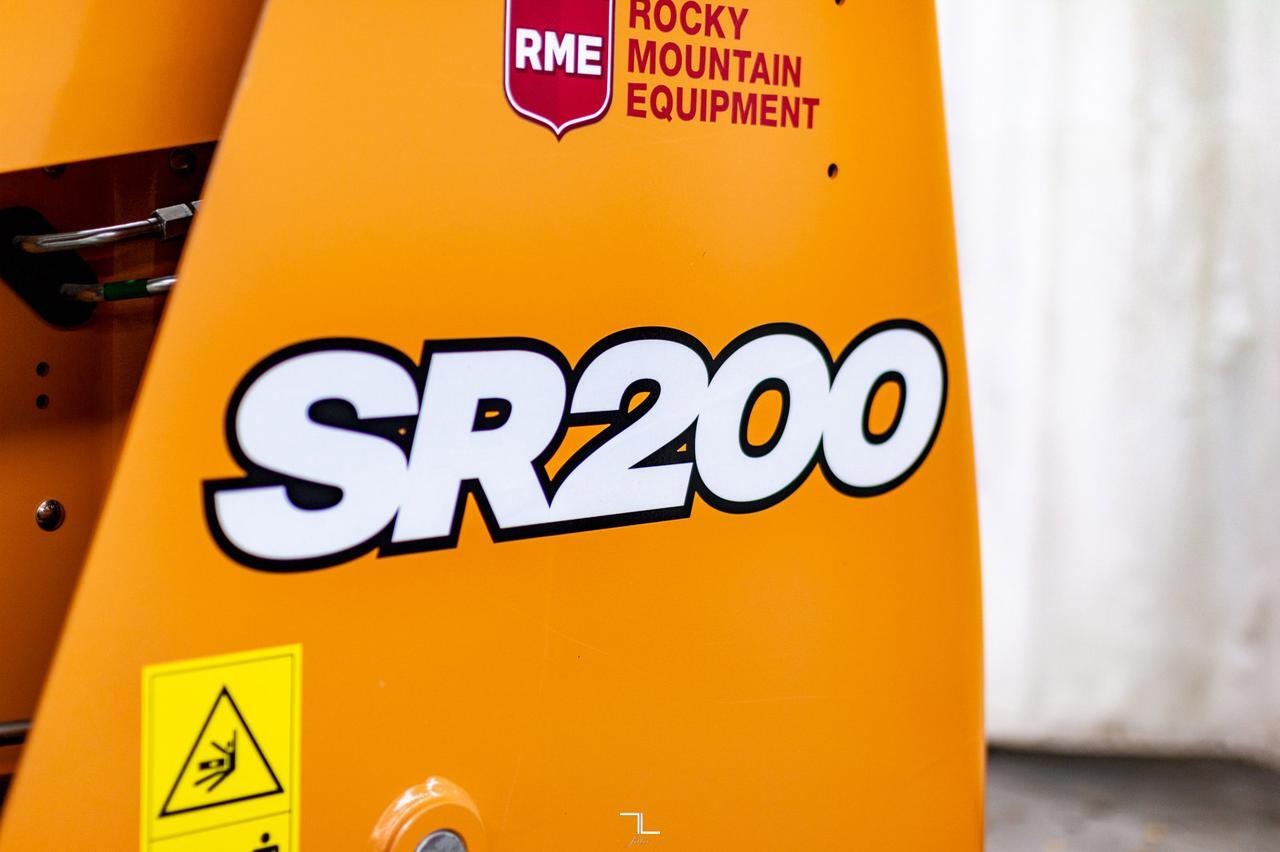 RME
ROCKY
MOUNTAIN
EQUIPMENT
SR200